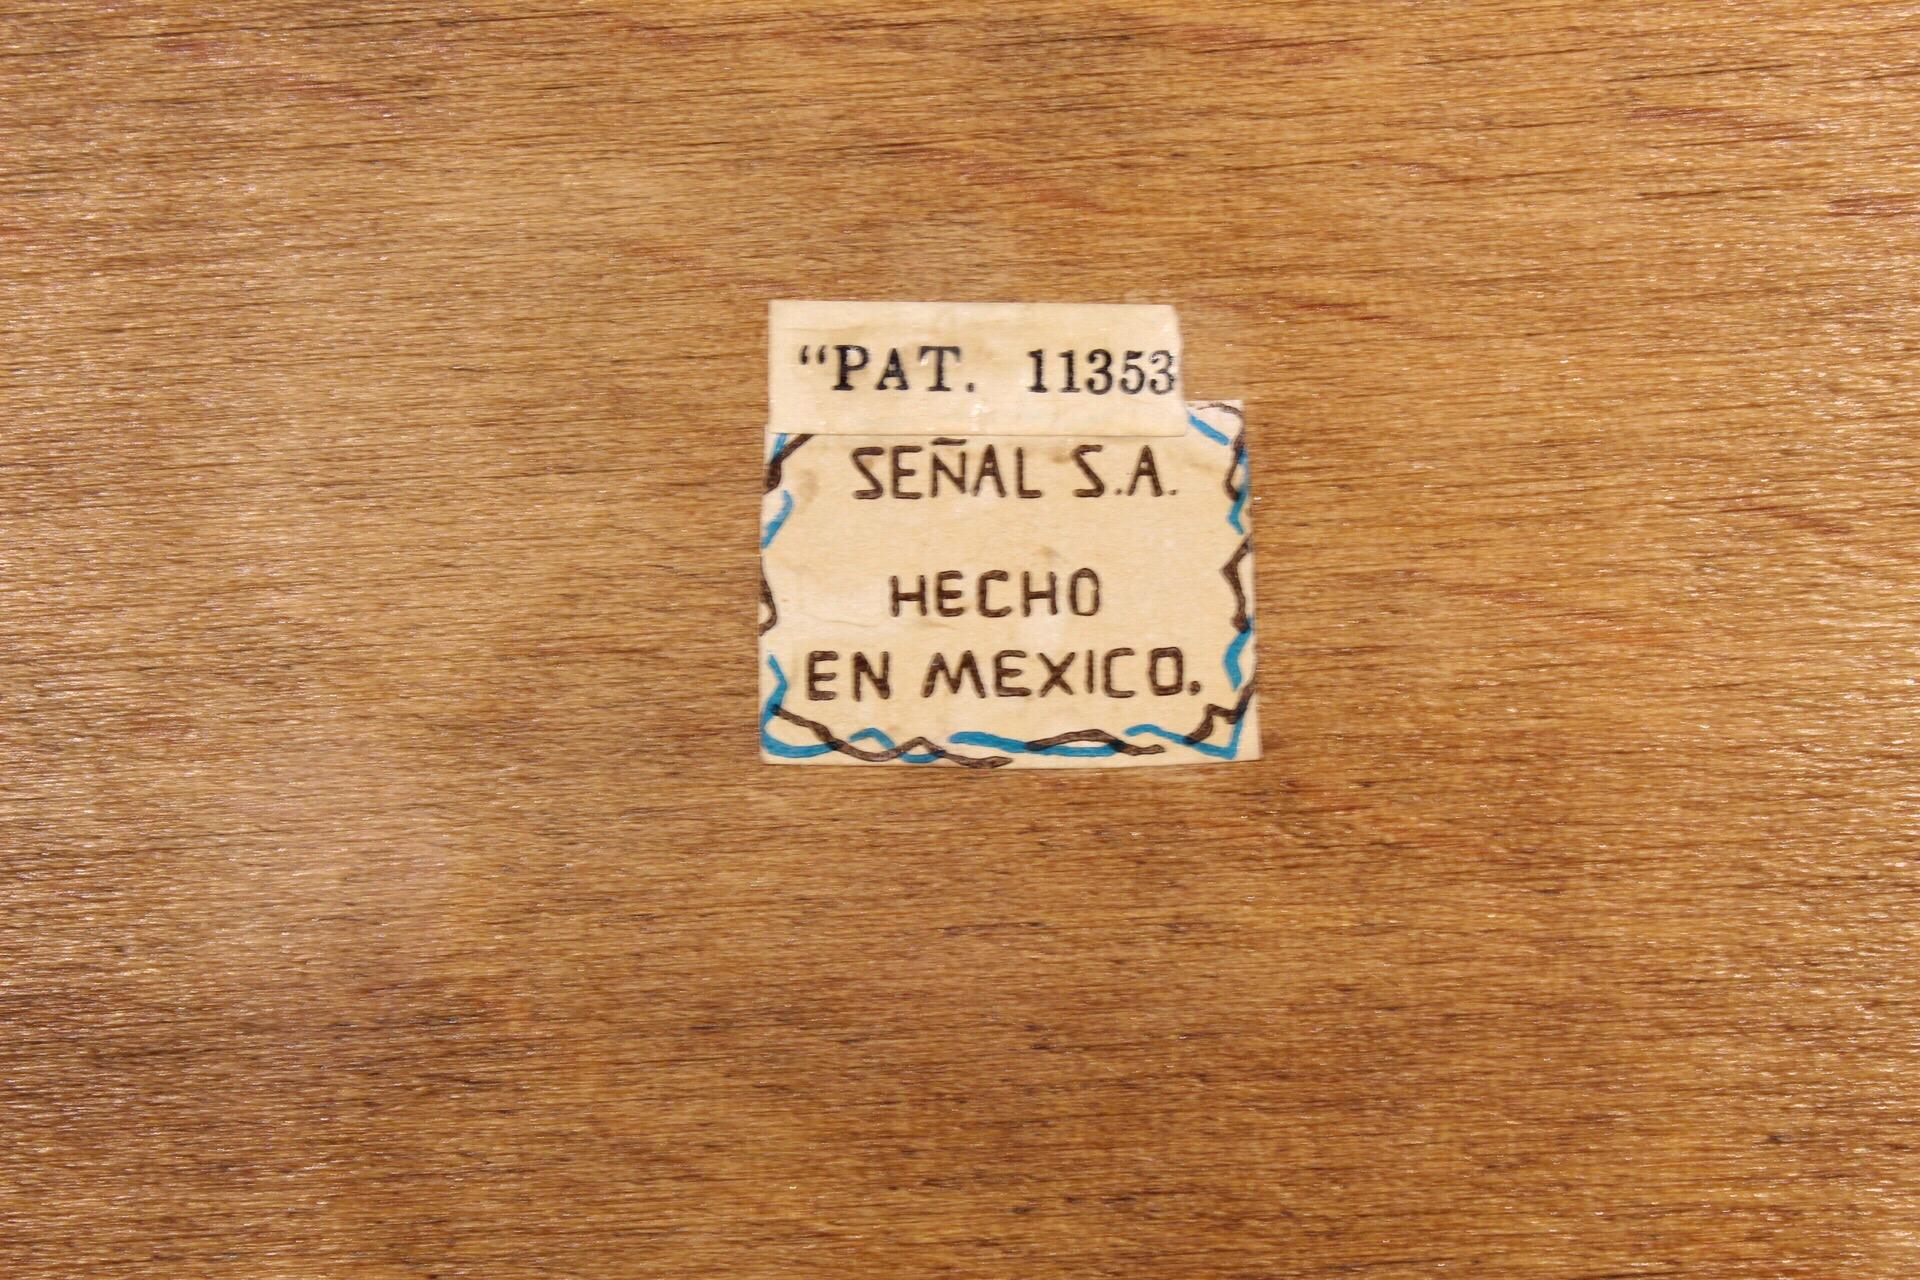 “PAT. 11353
SEÑAL S.A.
HECHO
EN MEXICO.